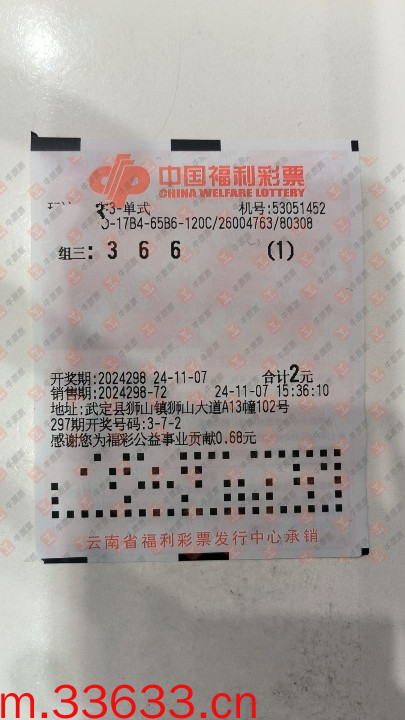 中国福利彩票
CHINA WELFARE LOTTERY
3-单式 机号:53051452
-17B4-65B6-120C/26004763/80308
组三: 3 6 6 (1)
开奖期:2024298 24-11-07 合计2元
销售期:2024298-72 24-11-07 15:36:10
地址:武定县狮山镇狮山大道A13幢102号
297期开奖号码:3-7-2
感谢您为福彩公益事业贡献0.68元
云南省福利彩票发行中心承销
m.33633.cn